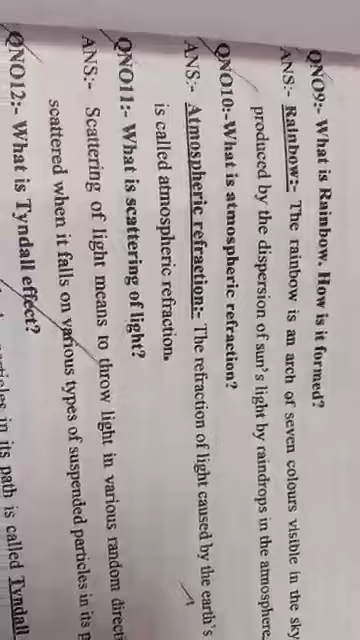 QNO9:- What is Rainbow. How is it formed?
ANS:- Rainbow:- The rainbow is an arch of seven colours visible in the sky
produced by the dispersion of sun's light by raindrops in the
QNO10:-What is atmospheric refraction?
ANS:- Atmospheric refraction:- The refraction of light caused by the earth's
is called atmospheric refraction.
QNO11:- What is scattering of light?
ANS:- Scattering of light means to throw light in various random
scattered when it falls on various types of suspended particles in its
QNO12:- What is Tyndall effect?
in its path is called Tyndall